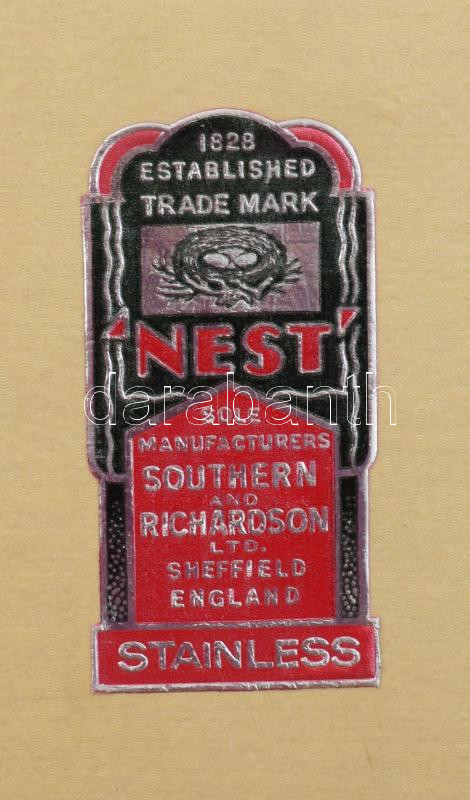 1828
ESTABLISHED
TRADE MARK
'NEST'
darabanth
SOLE
MANUFACTURERS
SOUTHERN
AND
RICHARDSON
LTD.
SHEFFIELD
ENGLAND
STAINLESS